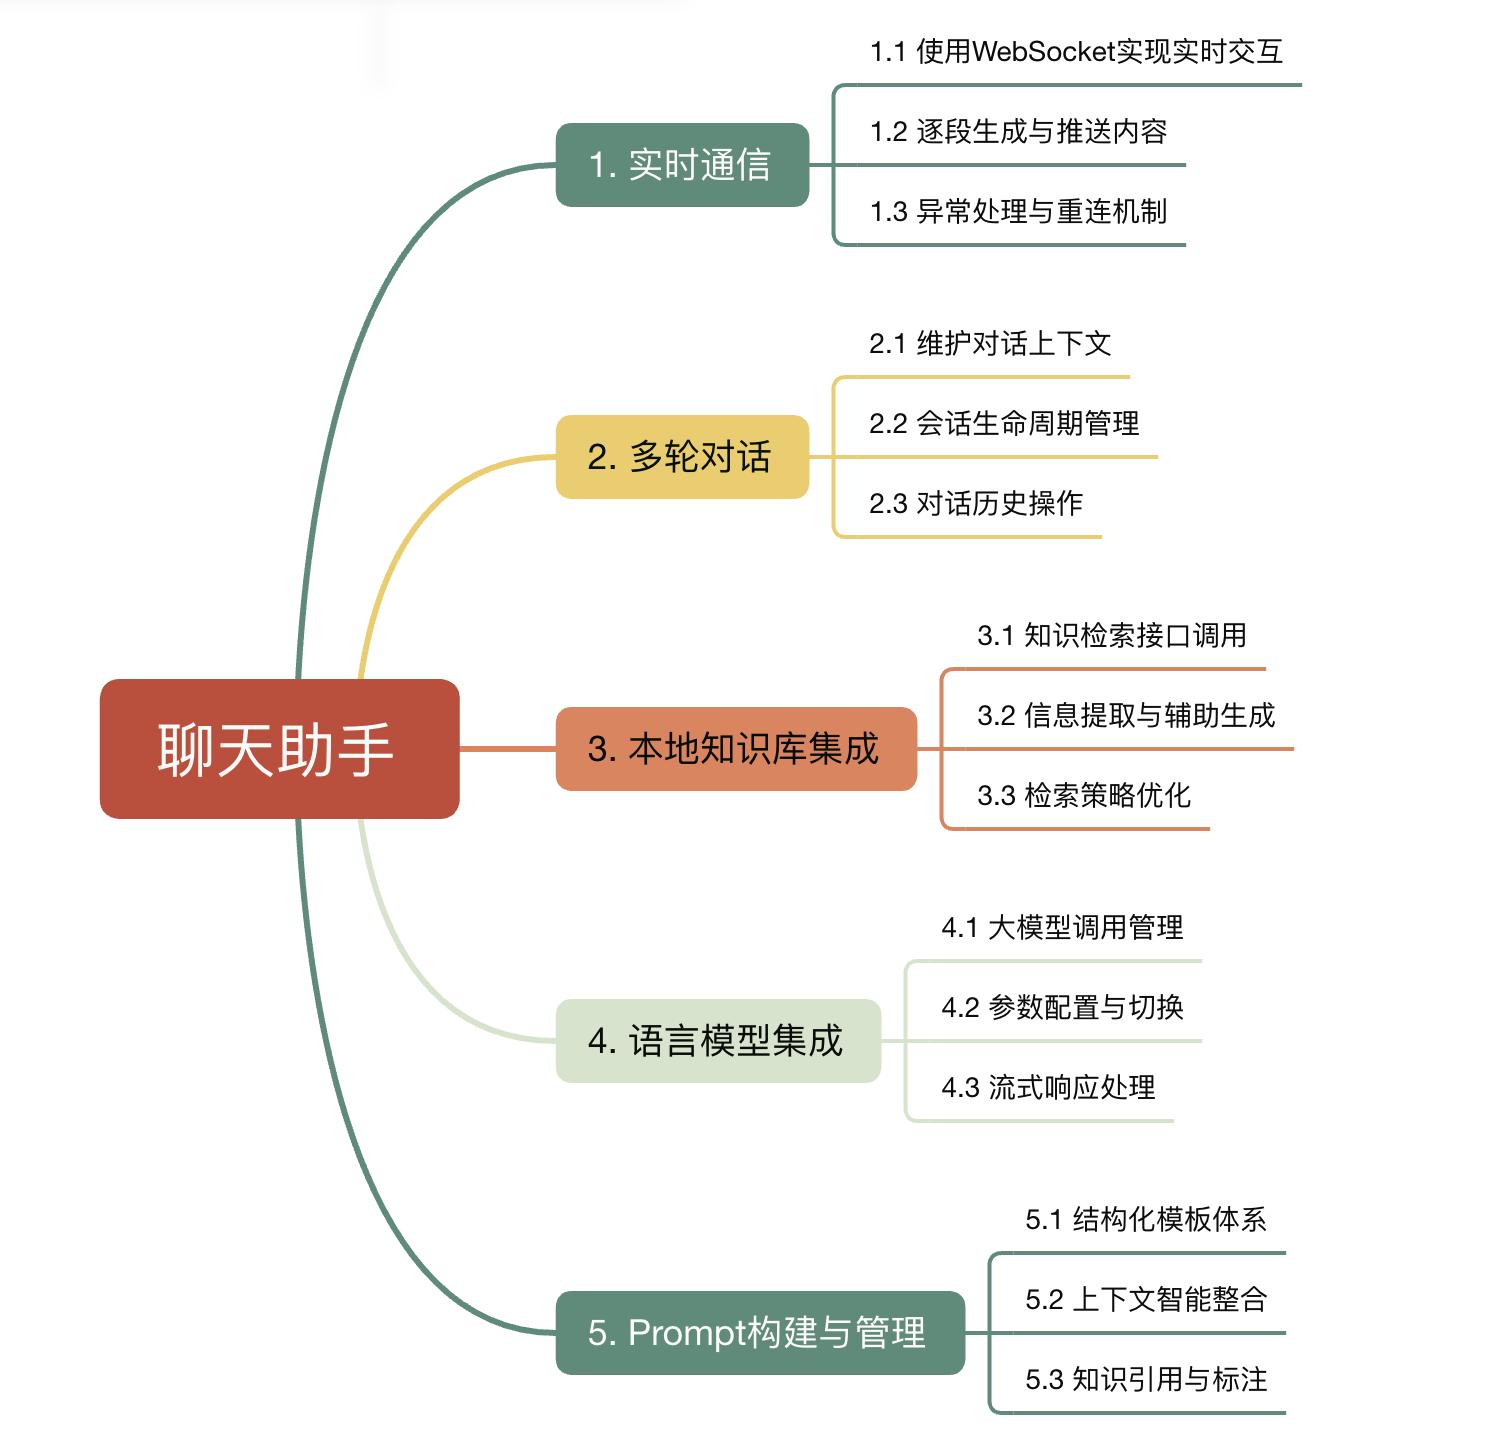 聊天助手
1. 实时通信
1.1 使用WebSocket实现实时交互
1.2 逐段生成与推送内容
1.3 异常处理与重连机制
2. 多轮对话
2.1 维护对话上下文
2.2 会话生命周期管理
2.3 对话历史操作
3. 本地知识库集成
3.1 知识检索接口调用
3.2 信息提取与辅助生成
3.3 检索策略优化
4. 语言模型集成
4.1 大模型调用管理
4.2 参数配置与切换
4.3 流式响应处理
5. Prompt构建与管理
5.1 结构化模板体系
5.2 上下文智能整合
5.3 知识引用与标注